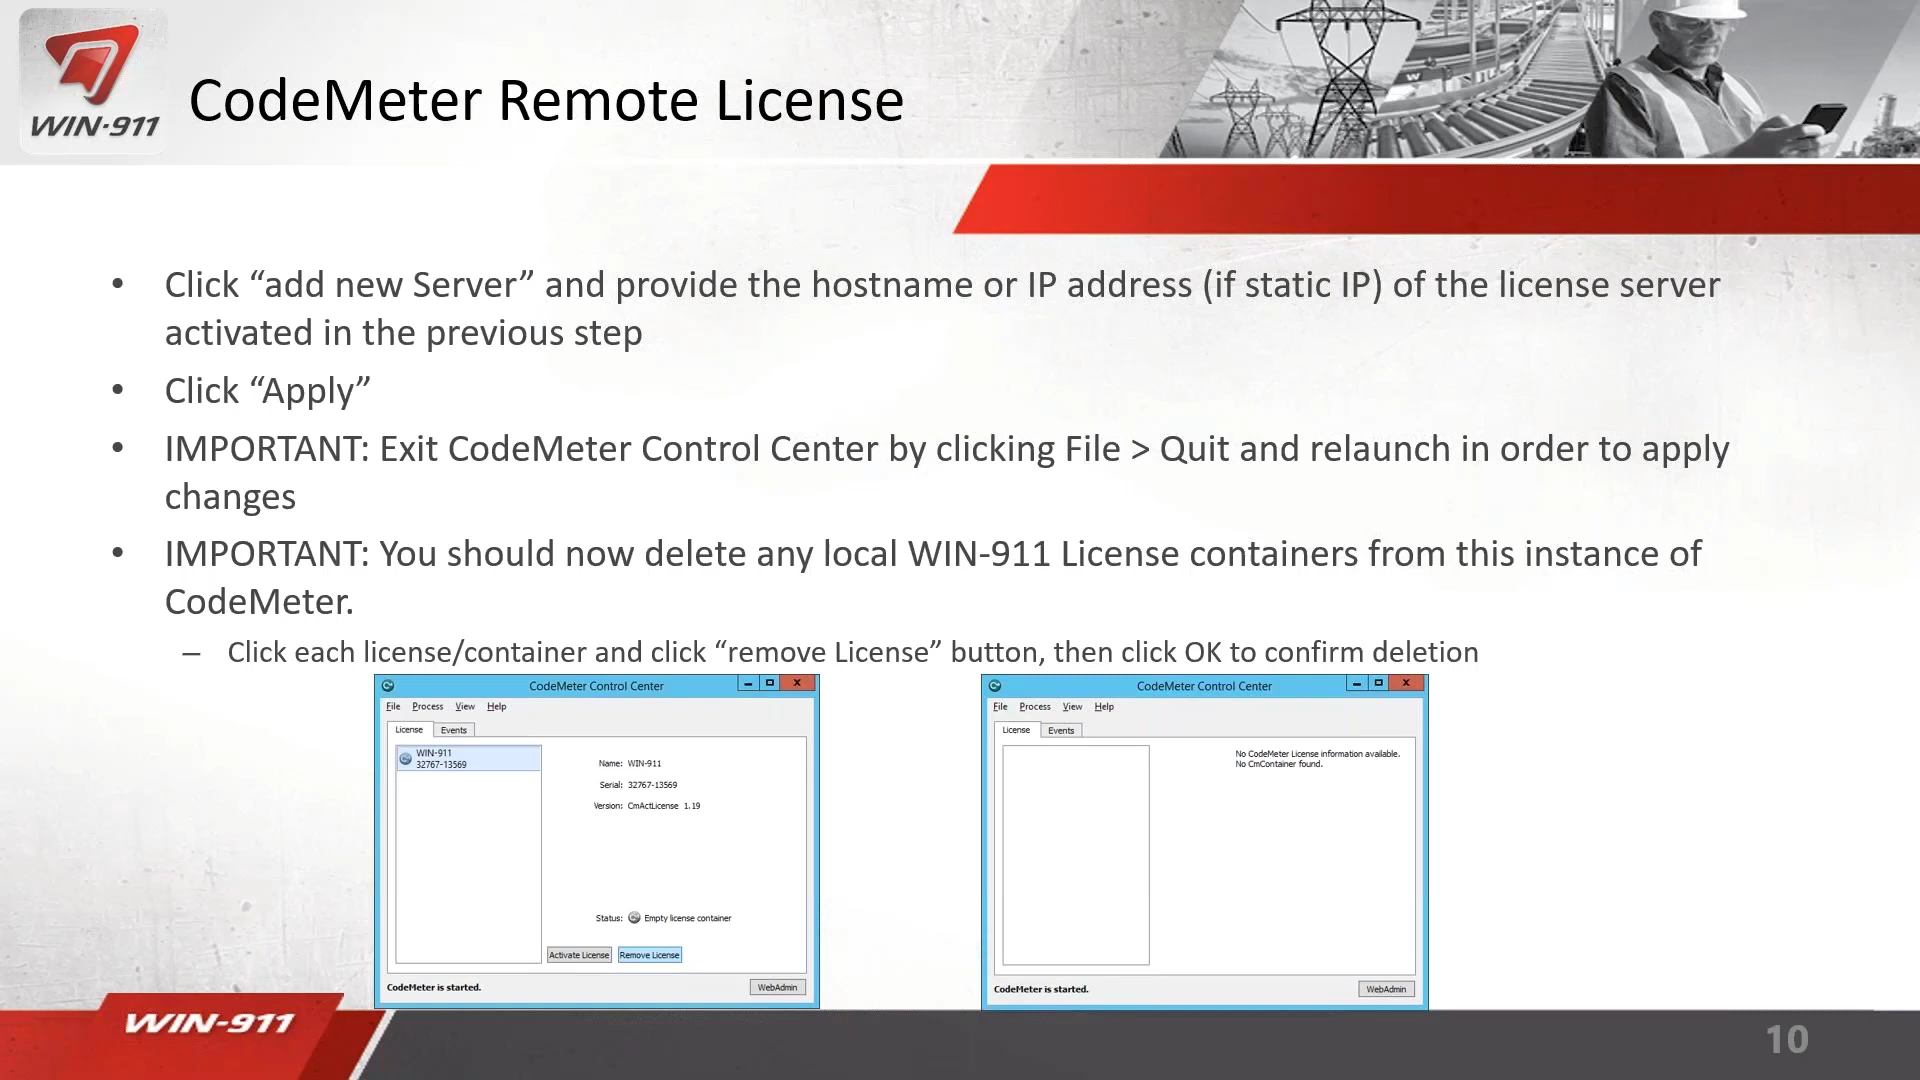 WIN-911
CodeMeter Remote License
W
• Click “add new Server” and provide the hostname or IP address (if static IP) of the license server
activated in the previous step
• Click “Apply”
• IMPORTANT: Exit CodeMeter Control Center by clicking File > Quit and relaunch in order to apply
changes
• IMPORTANT: You should now delete any local WIN-911 License containers from this instance of
CodeMeter.
– Click each license/container and click “remove License” button, then click OK to confirm deletion
CodeMeter Control Center
File Process View Help
License Events
WIN-911
32767-13569
Name: WIN-911
Serial: 32767-13569
Version: CmActLicense 1.19
Status: Empty license container
Activate License Remove License
CodeMeter is started.
WebAdmin
CodeMeter Control Center
File Process View Help
License Events
No CodeMeter License information available.
No CmContainer found.
CodeMeter is started.
WebAdmin
WIN-911
10